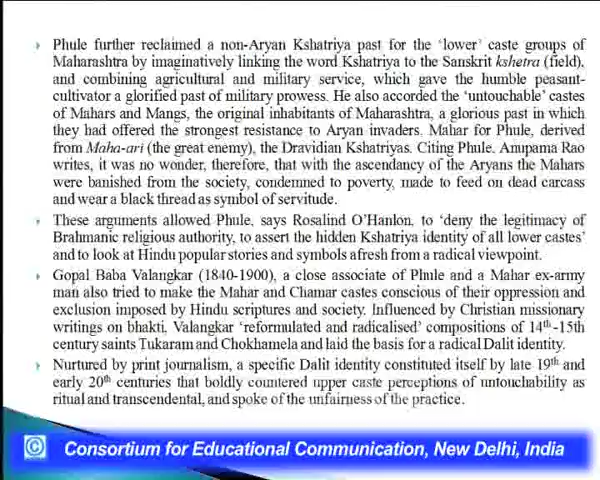 Phule further reclaimed a non-Aryan Kshatriya past for the 'lower' caste groups of
Maharashtra by imaginatively linking the word Kshatriya to the Sanskrit kshetra (field),
and combining agricultural and military service, which gave the humble peasant-
cultivator a glorified past of military prowess. He also accorded the 'untouchable' castes
of Mahars and Mangs, the original inhabitants of Maharashtra, a glorious past in which
they had offered the strongest resistance to Aryan invaders. Mahar for Phule, derived
from Maha-ari (the great enemy), the Dravidian Kshatriyas. Citing Phule, Anupama Rao
writes, it was no wonder, therefore, that with the ascendancy of the Aryans the Mahars
were banished from the society, condemned to poverty, made to feed on dead carcass
and wear a black thread as symbol of servitude.
These arguments allowed Phule, says Rosalind O'Hanlon, to 'deny the legitimacy of
Brahmanic religious authority, to assert the hidden Kshatriya identity of all lower castes'
and to look at Hindu popular stories and symbols afresh from a radical viewpoint.
Gopal Baba Valangkar (1840-1900), a close associate of Phule and a Mahar ex-army
man also tried to make the Mahar and Chamar castes conscious of their oppression and
exclusion imposed by Hindu scriptures and society. Influenced by Christian missionary
writings on bhakti, Valangkar 'reformulated and radicalised' compositions of 14th-15th
century saints Tukaram and Chokhamela and laid the basis for a radical Dalit identity.
Nurtured by print journalism, a specific Dalit identity constituted itself by late 19th and
early 20th centuries that boldly countered upper caste perceptions of untouchability as
ritual and transcendental, and spoke of the unfairness of the practice.
Consortium for Educational Communication, New Delhi, India